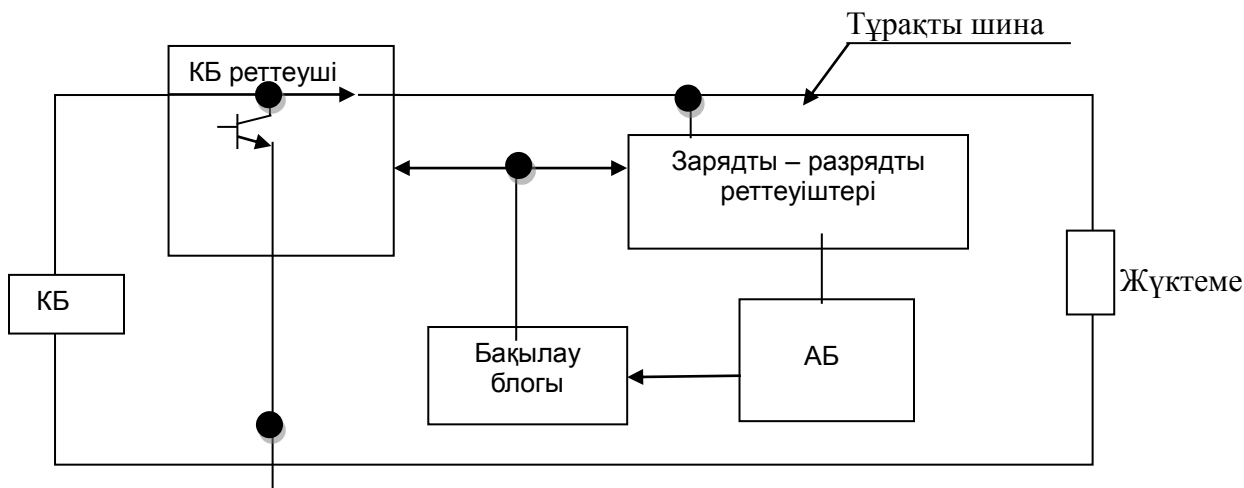 Тұрақты шина
КБ реттеуші
Зарядты – разрядты
реттеуіштері
КБ
Жүктеме
Бақылау
блогы
АБ